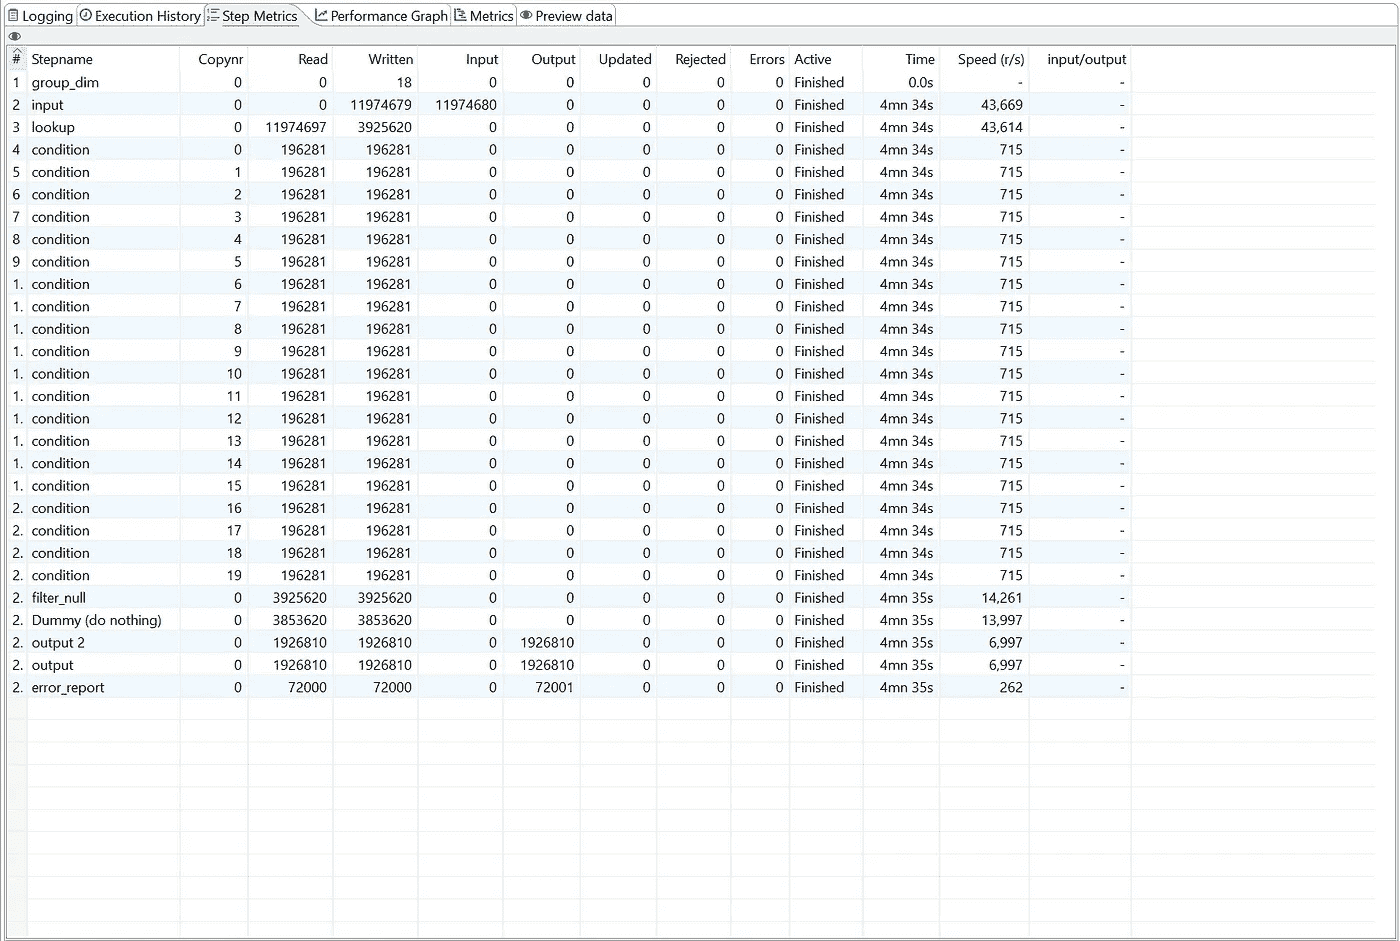 Logging Execution History Step Metrics Performance Graph Metrics Preview data
# Stepname Copynr Read Written Input Output Updated Rejected Errors Active Time Speed (r/s) input/output
1 group_dim 0 0 18 0 0 0 0 0 Finished 0.0s - -
2 input 0 0 11974679 11974680 0 0 0 0 Finished 4mn 34s 43,669 -
3 lookup 0 11974697 3925620 0 0 0 0 0 Finished 4mn 34s 43,614 -
4 condition 0 196281 196281 0 0 0 0 0 Finished 4mn 34s 715 -
5 condition 1 196281 196281 0 0 0 0 0 Finished 4mn 34s 715 -
6 condition 2 196281 196281 0 0 0 0 0 Finished 4mn 34s 715 -
7 condition 3 196281 196281 0 0 0 0 0 Finished 4mn 34s 715 -
8 condition 4 196281 196281 0 0 0 0 0 Finished 4mn 34s 715 -
9 condition 5 196281 196281 0 0 0 0 0 Finished 4mn 34s 715 -
1. condition 6 196281 196281 0 0 0 0 0 Finished 4mn 34s 715 -
1. condition 7 196281 196281 0 0 0 0 0 Finished 4mn 34s 715 -
1. condition 8 196281 196281 0 0 0 0 0 Finished 4mn 34s 715 -
1. condition 9 196281 196281 0 0 0 0 0 Finished 4mn 34s 715 -
1. condition 10 196281 196281 0 0 0 0 0 Finished 4mn 34s 715 -
1. condition 11 196281 196281 0 0 0 0 0 Finished 4mn 34s 715 -
1. condition 12 196281 196281 0 0 0 0 0 Finished 4mn 34s 715 -
1. condition 13 196281 196281 0 0 0 0 0 Finished 4mn 34s 715 -
1. condition 14 196281 196281 0 0 0 0 0 Finished 4mn 34s 715 -
1. condition 15 196281 196281 0 0 0 0 0 Finished 4mn 34s 715 -
2. condition 16 196281 196281 0 0 0 0 0 Finished 4mn 34s 715 -
2. condition 17 196281 196281 0 0 0 0 0 Finished 4mn 34s 715 -
2. condition 18 196281 196281 0 0 0 0 0 Finished 4mn 34s 715 -
2. condition 19 196281 196281 0 0 0 0 0 Finished 4mn 34s 715 -
2. filter_null 0 3925620 3925620 0 0 0 0 0 Finished 4mn 35s 14,261 -
2. Dummy (do nothing) 0 3853620 3853620 0 0 0 0 0 Finished 4mn 35s 13,997 -
2. output 2 0 1926810 1926810 0 1926810 0 0 0 Finished 4mn 35s 6,997 -
2. output 0 1926810 1926810 0 1926810 0 0 0 Finished 4mn 35s 6,997 -
2. error_report 0 72000 72000 0 72001 0 0 0 Finished 4mn 35s 262 -